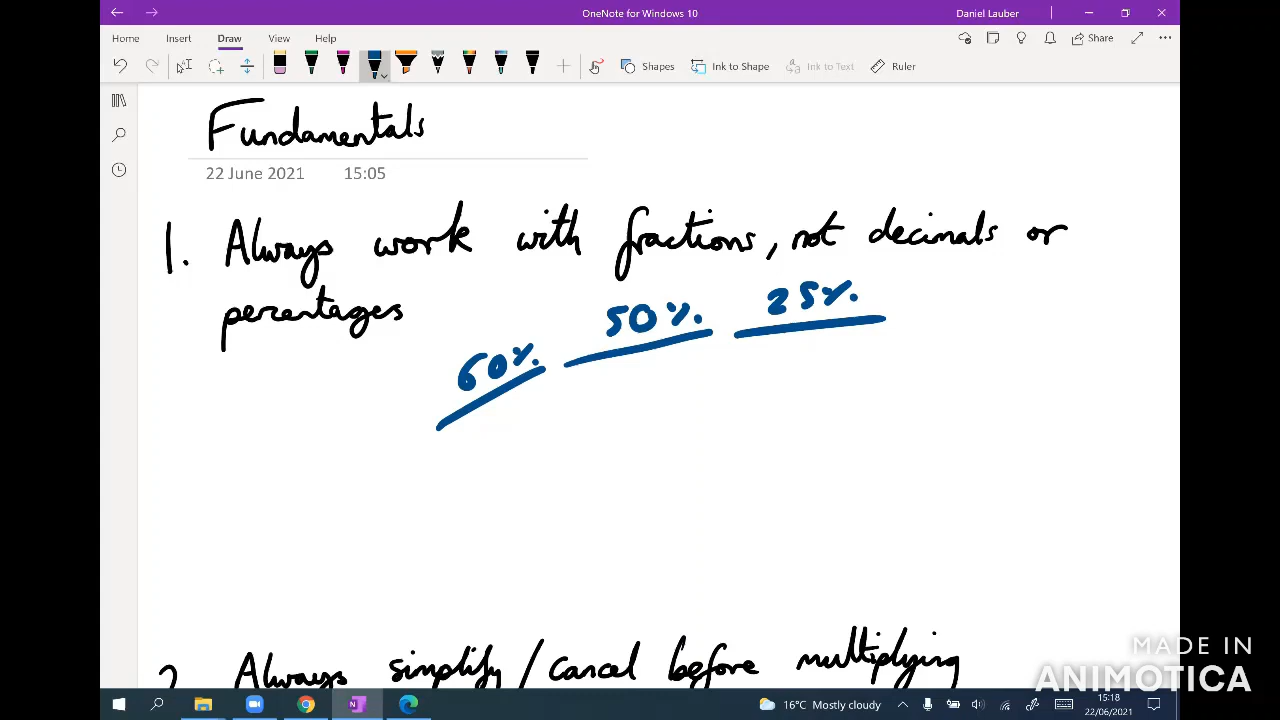 OneNote for Windows 10
Daniel Lauber
Home Insert Draw View Help
Share
Shapes Ink to Shape Ink to Text Ruler
Fundamentals
22 June 2021 15:05
1. Always work with fractions, not decimals or
percentages
60% 50% 25%
2 Always simplify / cancel before multiplying
MADE IN
ANIMOTICA
16°C Mostly cloudy
15:18
22/06/2021